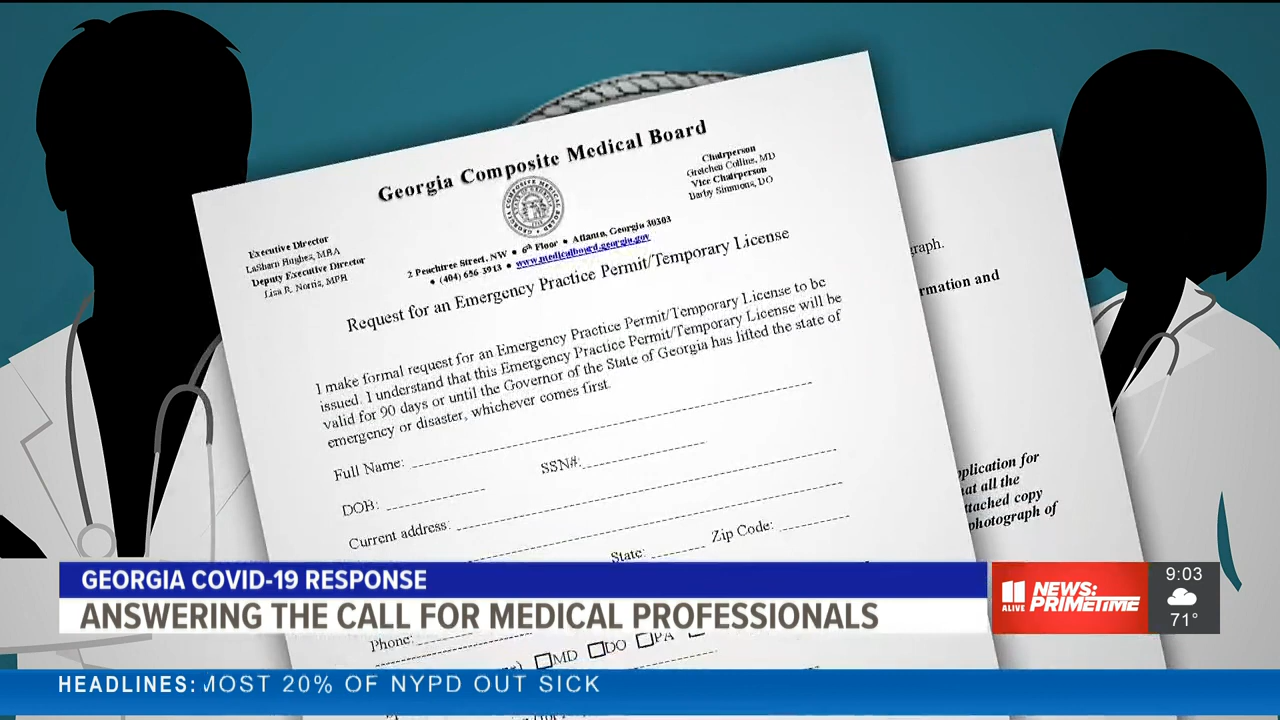 Georgia Composite Medical Board
Chairperson
Gretchen Collins, MD
Vice Chairperson
Barby Simmons, DO
Executive Director
LaSharn Hughes, MBA
Deputy Executive Director
Lisa R. Norris, MPH
2 Peachtree Street, NW • 6th Floor • Atlanta, Georgia 30303
• (404) 656 3913 • www.medicalboard.georgia.gov
Request for an Emergency Practice Permit/Temporary License
I make formal request for an Emergency Practice Permit/Temporary License to be
issued. I understand that this Emergency Practice Permit/Temporary License will be
valid for 90 days or until the Governor of the State of Georgia has lifted the state of
emergency or disaster, whichever comes first.
Full Name:
SSN#:
DOB:
Current address:
State: Zip Code:
Phone:
MD DO PA
graph.
rmation and
pplication for
at all the
ttached copy
photograph of
GEORGIA COVID-19 RESPONSE
ANSWERING THE CALL FOR MEDICAL PROFESSIONALS
11 ALIVE NEWS: PRIMETIME
9:03
71°
HEADLINES: MOST 20% OF NYPD OUT SICK